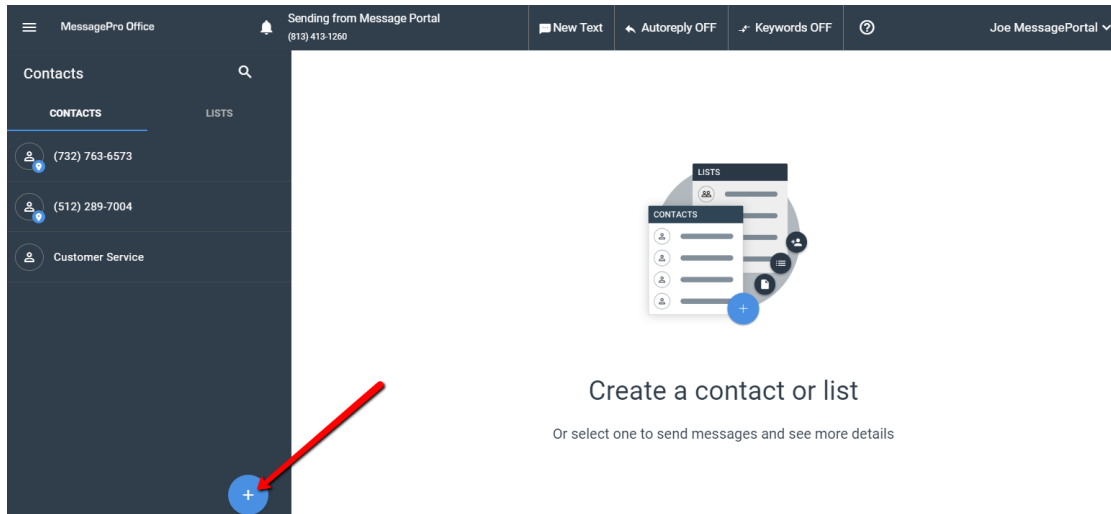 MessagePro Office
Sending from Message Portal
(813) 413-1260
New Text
Autoreply OFF
Keywords OFF
Joe MessagePortal
Contacts
CONTACTS
LISTS
(732) 763-6573
(512) 289-7004
Customer Service
LISTS
CONTACTS
Create a contact or list
Or select one to send messages and see more details